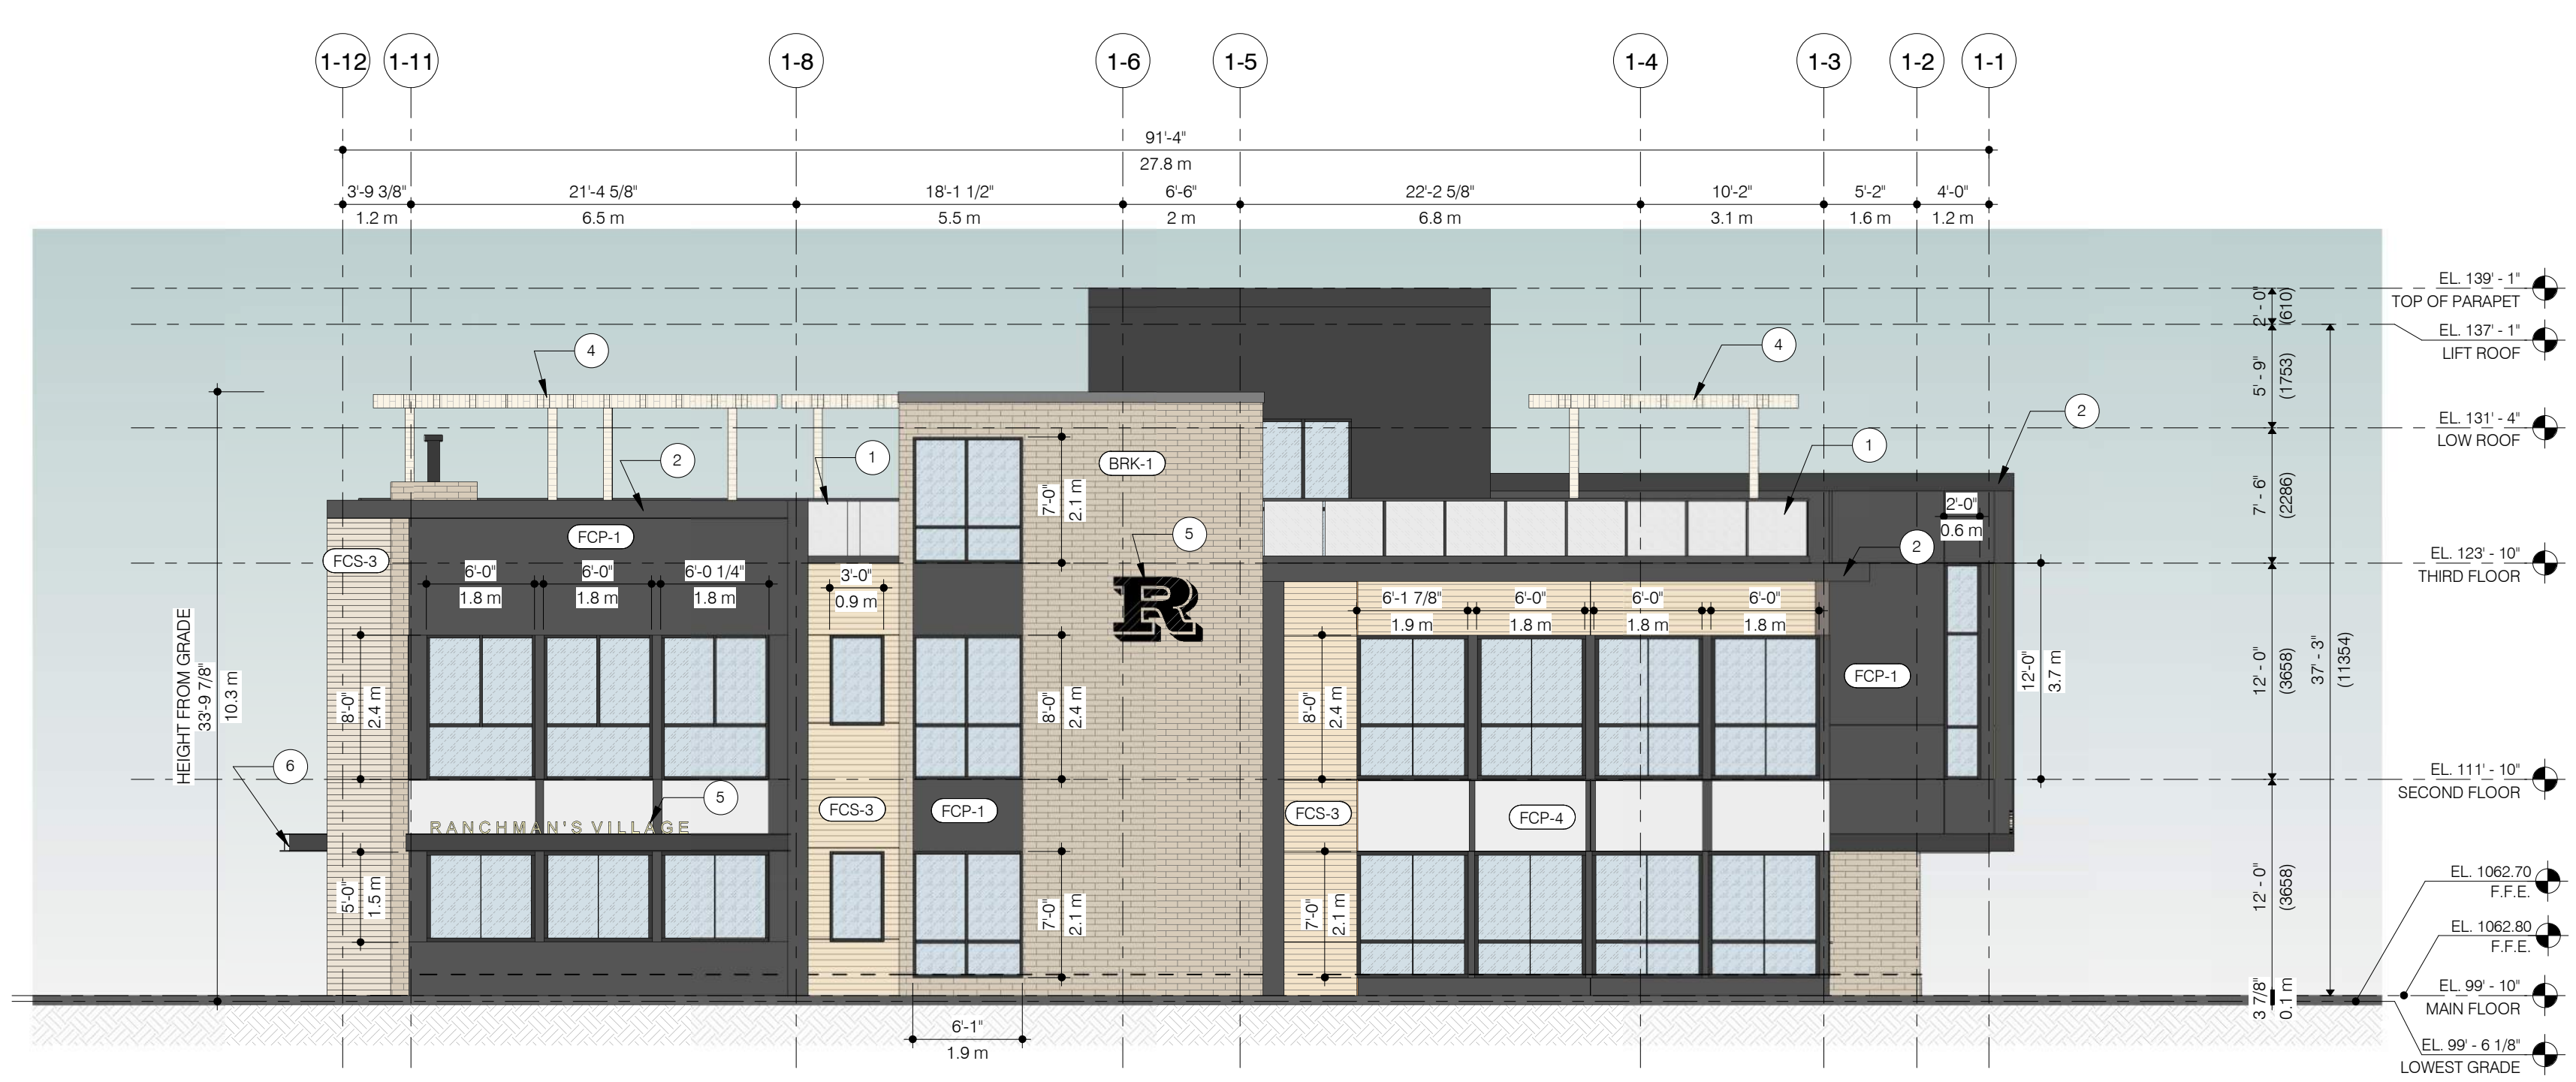 1-12 1-11 1-8 1-6 1-5 1-4 1-3 1-2 1-1
91'-4"
27.8 m
3'-9 3/8" 21'-4 5/8" 18'-1 1/2" 6'-6" 22'-2 5/8" 10'-2" 5'-2" 4'-0"
1.2 m 6.5 m 5.5 m 2 m 6.8 m 3.1 m 1.6 m 1.2 m
EL. 139' - 1"
TOP OF PARAPET
2' - 0"
(610)
EL. 137' - 1"
LIFT ROOF
4
4
5' - 9"
(1753)
2
EL. 131' - 4"
LOW ROOF
2
1
BRK-1
1
7'-0"
2.1 m
7' - 6"
(2286)
2'-0"
0.6 m
FCP-1
5
2
FCS-3
EL. 123' - 10"
THIRD FLOOR
6'-0" 6'-0" 6'-0 1/4"
1.8 m 1.8 m 1.8 m
3'-0"
0.9 m
R
6'-1 7/8" 6'-0" 6'-0" 6'-0"
1.9 m 1.8 m 1.8 m 1.8 m
HEIGHT FROM GRADE
33'-9 7/8"
10.3 m
8'-0"
2.4 m
8'-0"
2.4 m
8'-0"
2.4 m
FCP-1
12'-0"
3.7 m
12' - 0"
(3658)
37' - 3"
(11354)
6
EL. 111' - 10"
SECOND FLOOR
5
RANCHMAN'S VILLAGE
FCS-3
FCP-1
FCS-3
FCP-4
5'-0"
1.5 m
7'-0"
2.1 m
7'-0"
2.1 m
12' - 0"
(3658)
EL. 1062.70
F.F.E.
EL. 1062.80
F.F.E.
3 7/8"
0.1 m
EL. 99' - 10"
MAIN FLOOR
6'-1"
1.9 m
EL. 99' - 6 1/8"
LOWEST GRADE